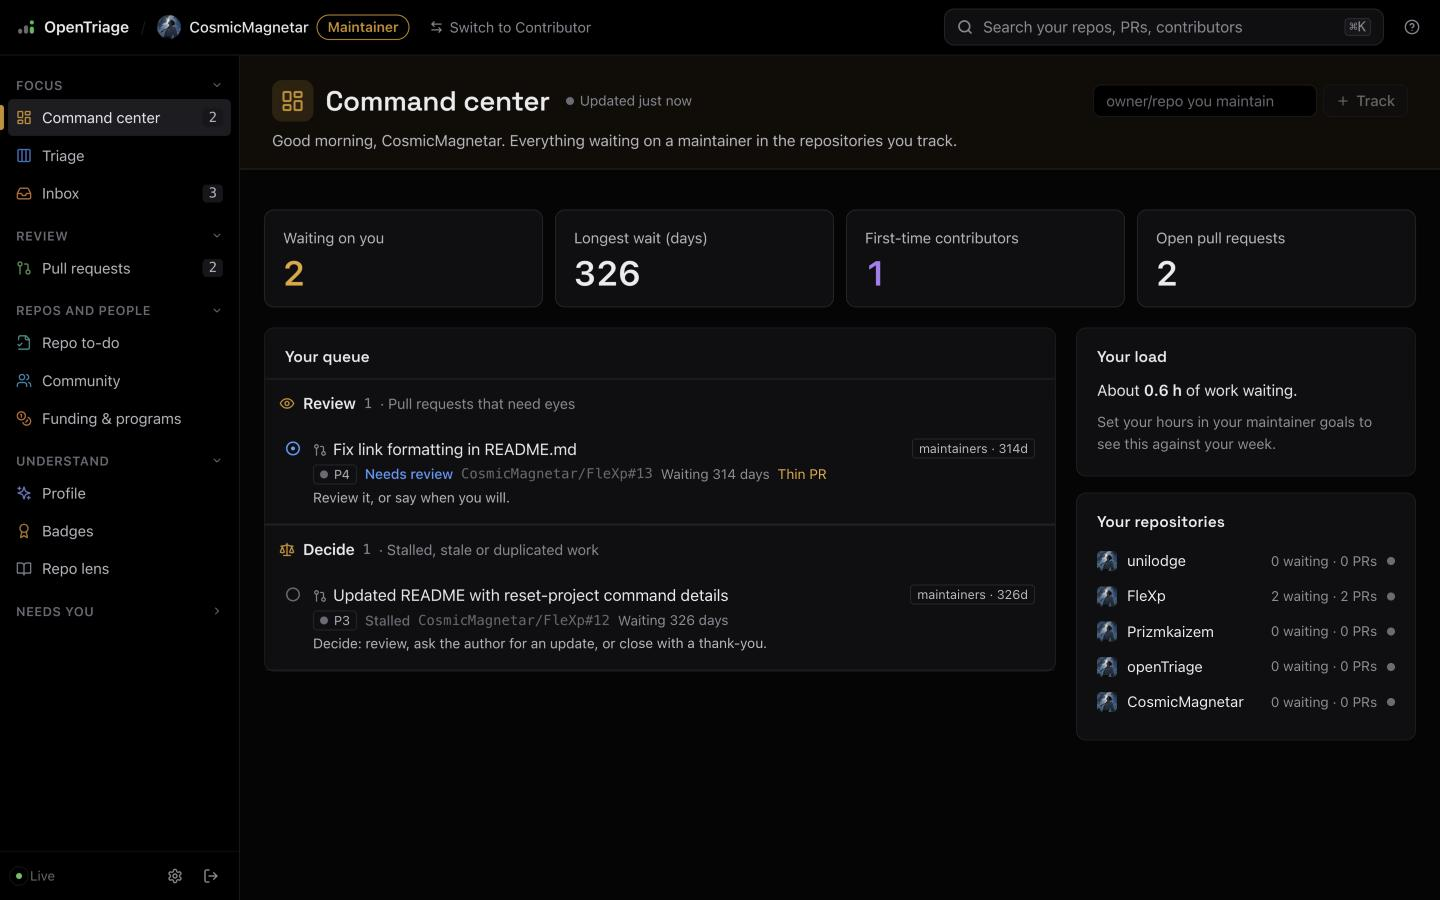 OpenTriage / CosmicMagnetar Maintainer Switch to Contributor
Search your repos, PRs, contributors ⌘K
FOCUS
Command center 2
Triage
Inbox 3
REVIEW
Pull requests 2
REPOS AND PEOPLE
Repo to-do
Community
Funding & programs
UNDERSTAND
Profile
Badges
Repo lens
NEEDS YOU
Live
Command center Updated just now
owner/repo you maintain + Track
Good morning, CosmicMagnetar. Everything waiting on a maintainer in the repositories you track.
Waiting on you
2
Longest wait (days)
326
First-time contributors
1
Open pull requests
2
Your queue
Review 1 · Pull requests that need eyes
Fix link formatting in README.md maintainers · 314d
P4 Needs review CosmicMagnetar/FleXp#13 Waiting 314 days Thin PR
Review it, or say when you will.
Decide 1 · Stalled, stale or duplicated work
Updated README with reset-project command details maintainers · 326d
P3 Stalled CosmicMagnetar/FleXp#12 Waiting 326 days
Decide: review, ask the author for an update, or close with a thank-you.
Your load
About 0.6 h of work waiting.
Set your hours in your maintainer goals to
see this against your week.
Your repositories
unilodge 0 waiting · 0 PRs
FleXp 2 waiting · 2 PRs
Prizmkaizem 0 waiting · 0 PRs
openTriage 0 waiting · 0 PRs
CosmicMagnetar 0 waiting · 0 PRs